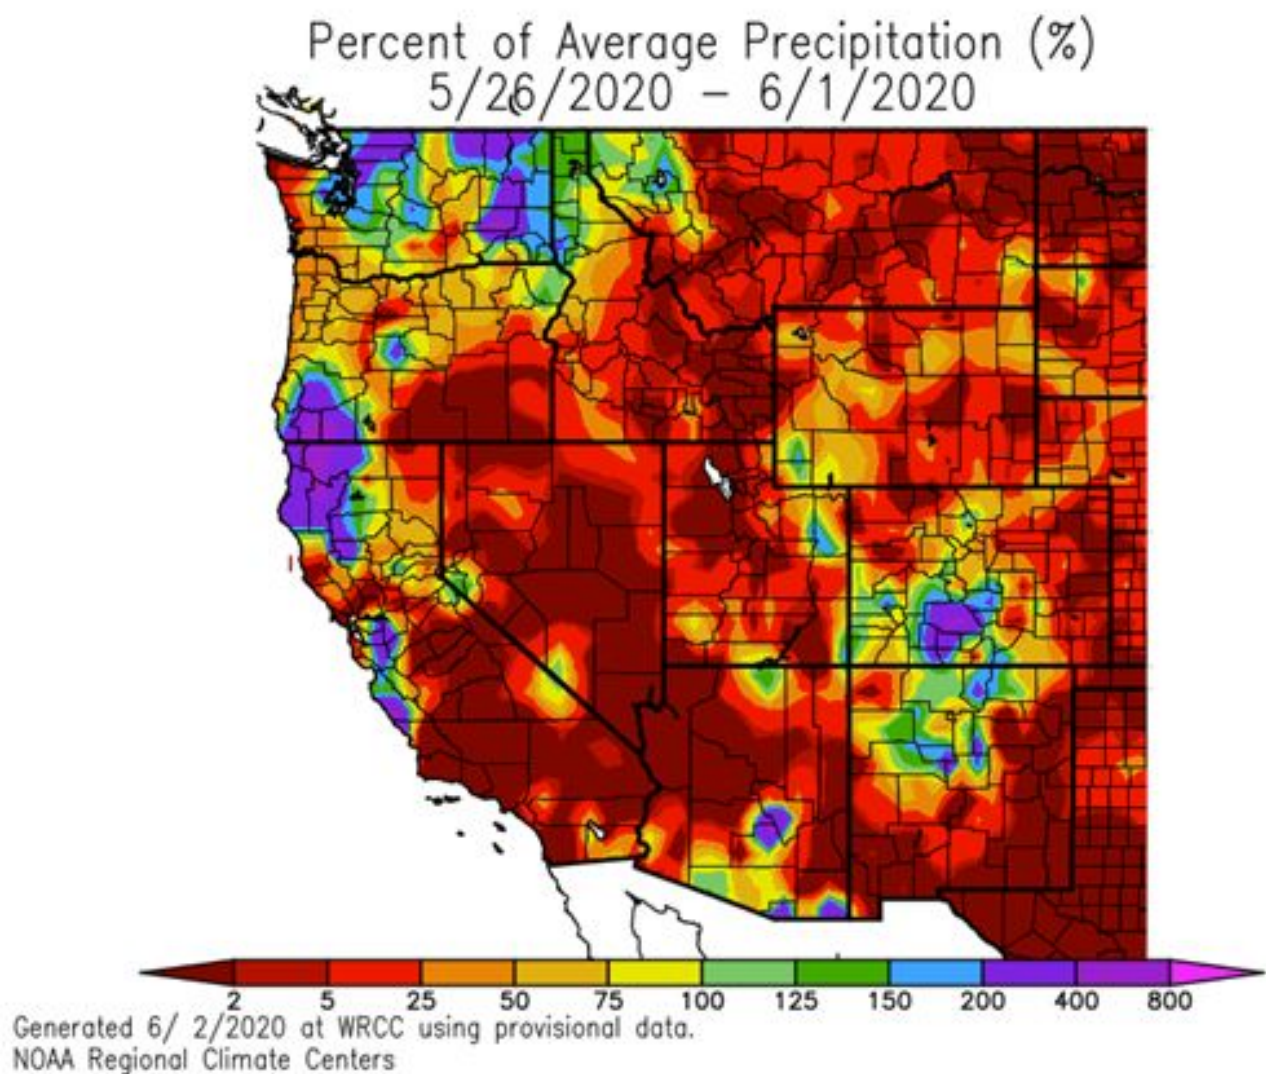 Percent of Average Precipitation (%)
5/26/2020 – 6/1/2020
2 5 25 50 75 100 125 150 200 400 800
Generated 6/ 2/2020 at WRCC using provisional data.
NOAA Regional Climate Centers